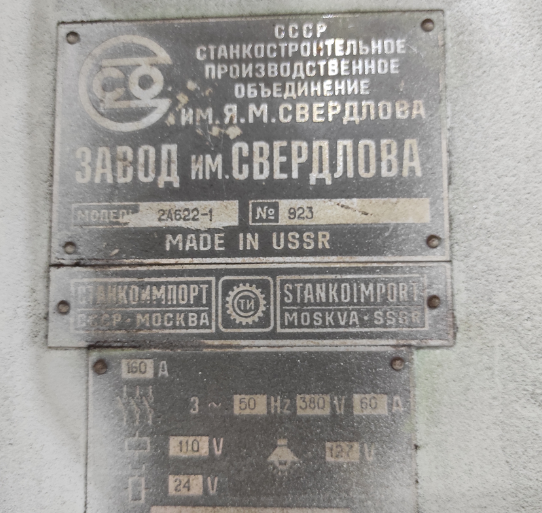 СССР
СТАНКОСТРОИТЕЛЬНОЕ
ПРОИЗВОДСТВЕННОЕ
ОБЪЕДИНЕНИЕ
ИМ. Я. М. СВЕРДЛОВА
ЗАВОД ИМ. СВЕРДЛОВА
МОДЕЛЬ 2А622-1 № 923
MADE IN USSR
СТАНКОИМПОРТ ТИ STANKOIMPORT
СССР·МОСКВА MOSKVA·SSSR
160 A
3 ~ 50 Hz 380 V 60 A
110 V 127 V
24 V